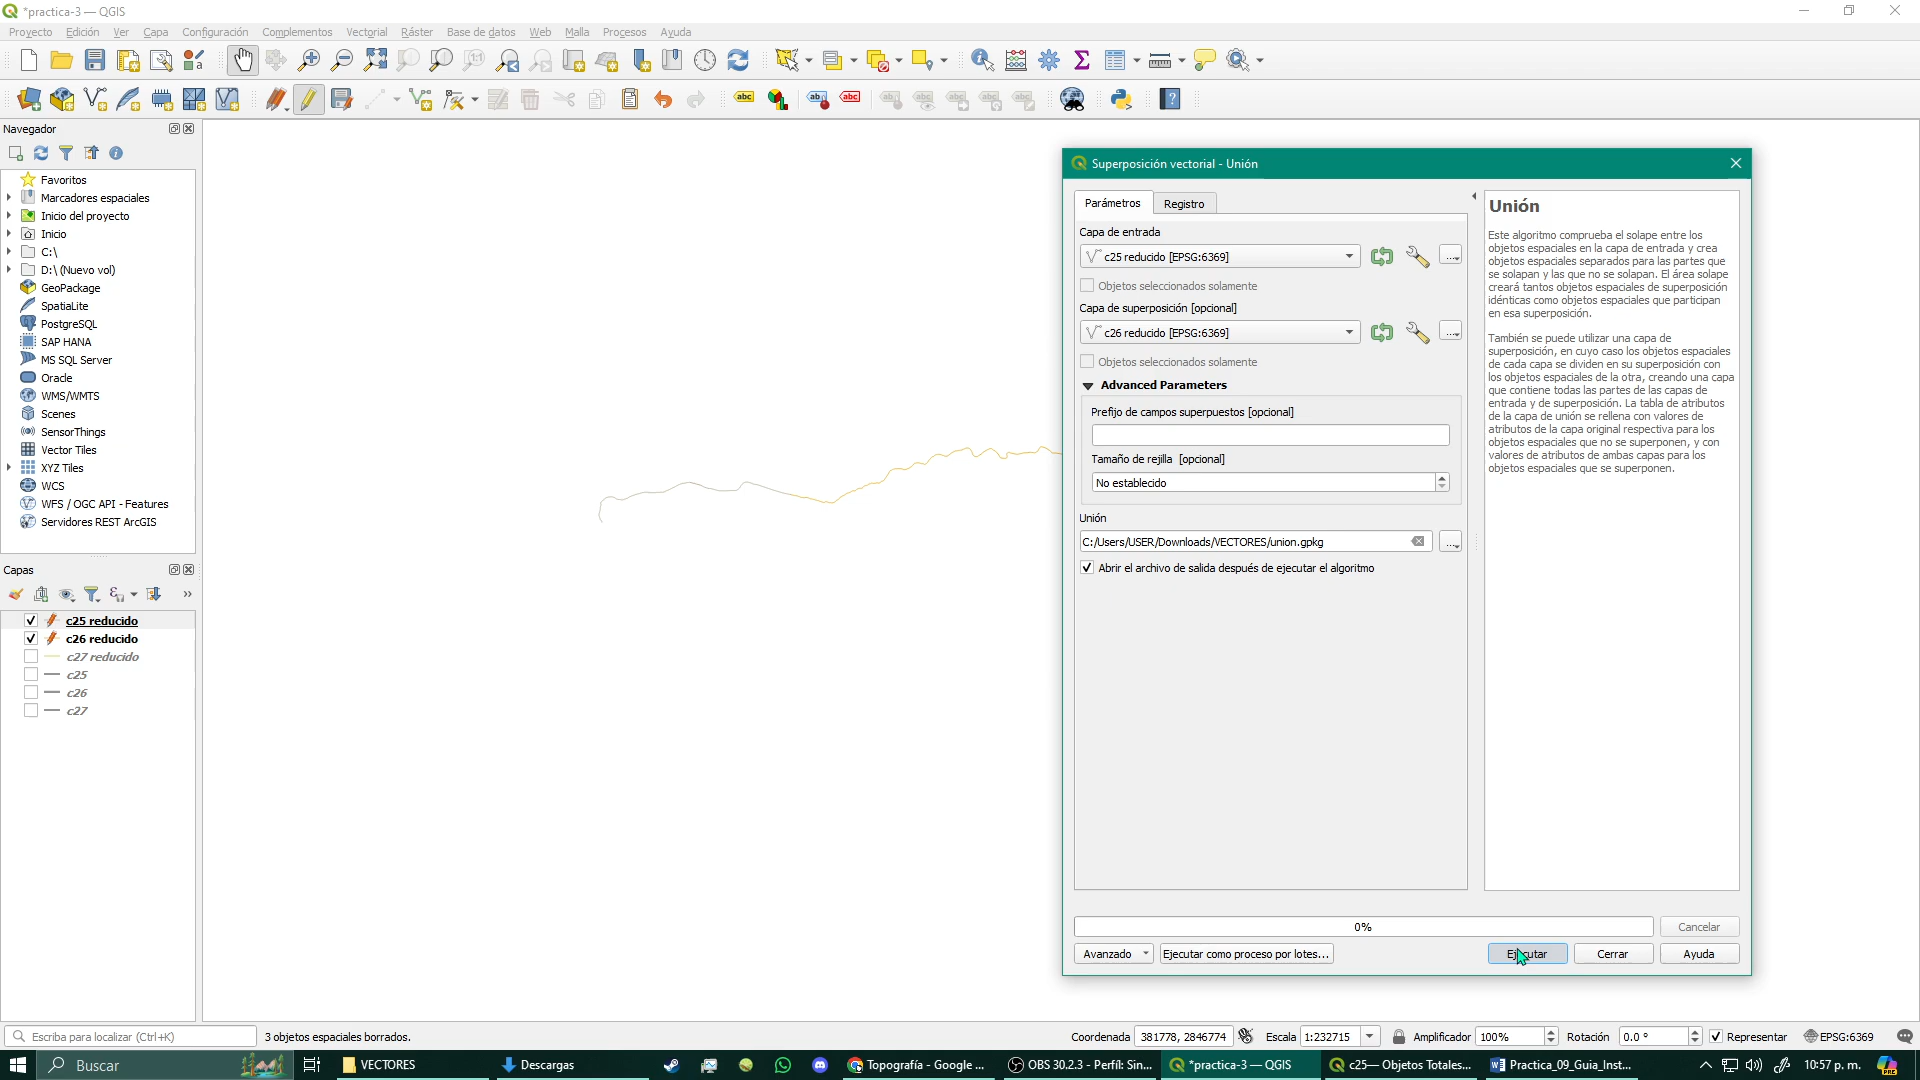 *practica-3 — QGIS
Proyecto Edición Ver Capa Configuración Complementos Vectorial Ráster Base de datos Web Malla Procesos Ayuda
Navegador
Favoritos
Marcadores espaciales
Inicio del proyecto
Inicio
C:\
D:\ (Nuevo vol)
GeoPackage
SpatiaLite
PostgreSQL
SAP HANA
MS SQL Server
Oracle
WMS/WMTS
Scenes
SensorThings
Vector Tiles
XYZ Tiles
WCS
WFS / OGC API - Features
Servidores REST ArcGIS
Capas
c25 reducido
c26 reducido
c27 reducido
c25
c26
c27
Superposición vectorial - Unión
Parámetros Registro
Capa de entrada
c25 reducido [EPSG:6369]
Objetos seleccionados solamente
Capa de superposición [opcional]
c26 reducido [EPSG:6369]
Objetos seleccionados solamente
Advanced Parameters
Prefijo de campos superpuestos [opcional]
Tamaño de rejilla [opcional]
No establecido
Unión
C:/Users/USER/Downloads/VECTORES/union.gpkg
Abrir el archivo de salida después de ejecutar el algoritmo
Unión
Este algoritmo comprueba el solape entre los
objetos espaciales en la capa de entrada y crea
objetos espaciales separados para las partes que
se solapan y las que no se solapan. El área solape
creará tantos objetos espaciales de superposición
idénticas como objetos espaciales que participan
en esa superposición.
También se puede utilizar una capa de
superposición, en cuyo caso los objetos espaciales
de cada capa se dividen en su superposición con
los objetos espaciales de la otra, creando una capa
que contiene todas las partes de las capas de
entrada y de superposición. La tabla de atributos
de la capa de unión se rellena con valores de
atributos de la capa original respectiva para los
objetos espaciales que no se superponen, y con
valores de atributos de ambas capas para los
objetos espaciales que se superponen.
0%
Cancelar
Avanzado Ejecutar como proceso por lotes... Ejecutar Cerrar Ayuda
Escriba para localizar (Ctrl+K) 3 objetos espaciales borrados. Coordenada 381778, 2846774 Escala 1:232715 Amplificador 100% Rotación 0.0 ° Representar EPSG:6369
Buscar VECTORES Descargas Topografía - Google ... OBS 30.2.3 - Perfil: Sin... *practica-3 — QGIS c25— Objetos Totales... Practica_09_Guia_Inst... 10:57 p. m.